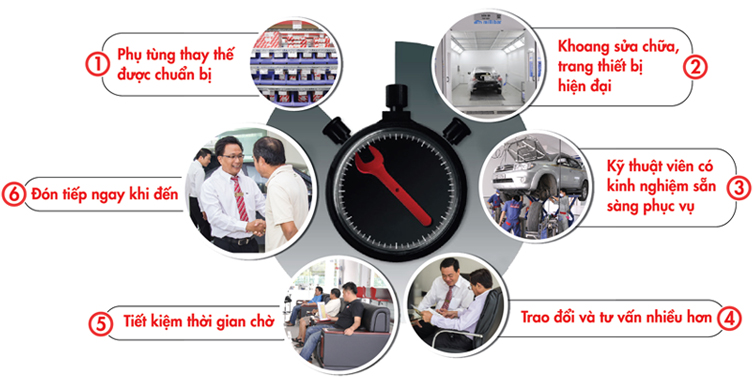 1
Phụ tùng thay thế
được chuẩn bị
2
Khoang sửa chữa,
trang thiết bị
hiện đại
3
Kỹ thuật viên có
kinh nghiệm sẵn
sàng phục vụ
4
Trao đổi và tư vấn nhiều hơn
5
Tiết kiệm thời gian chờ
6
Đón tiếp ngay khi đến